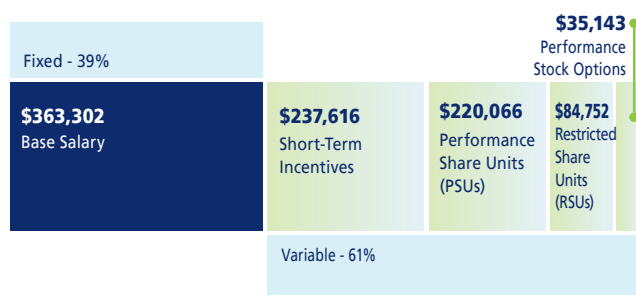 $35,143
Performance
Stock Options
Fixed - 39%
$363,302
Base Salary
$237,616
Short-Term
Incentives
$220,066
Performance
Share Units
(PSUs)
$84,752
Restricted
Share
Units
(RSUs)
Variable - 61%